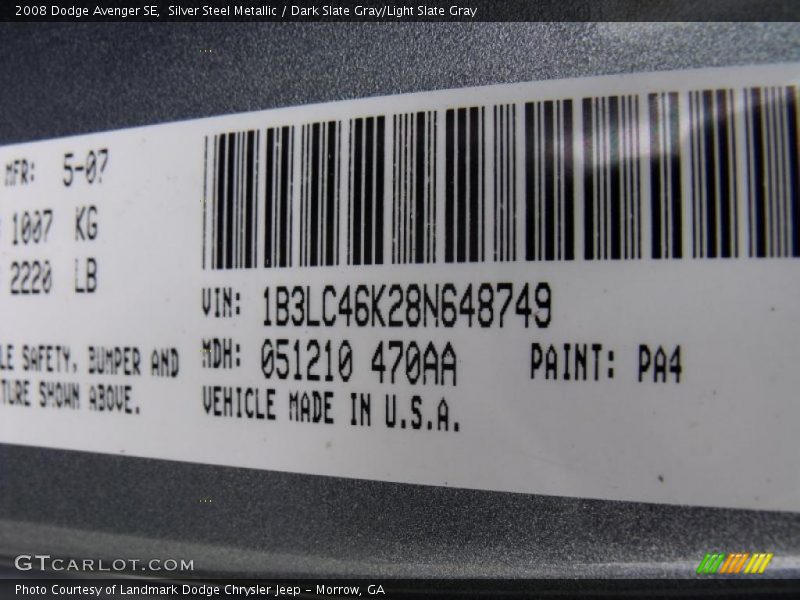 2008 Dodge Avenger SE, Silver Steel Metallic / Dark Slate Gray/Light Slate Gray
MFR: 5-07
1007 KG
2220 LB
VIN: 1B3LC46K28N648749
MDH: 051210 470AA PAINT: PA4
VEHICLE MADE IN U.S.A.
SAFETY, BUMPER AND
SHOWN ABOVE.
GTCARLOT.COM
Photo Courtesy of Landmark Dodge Chrysler Jeep - Morrow, GA